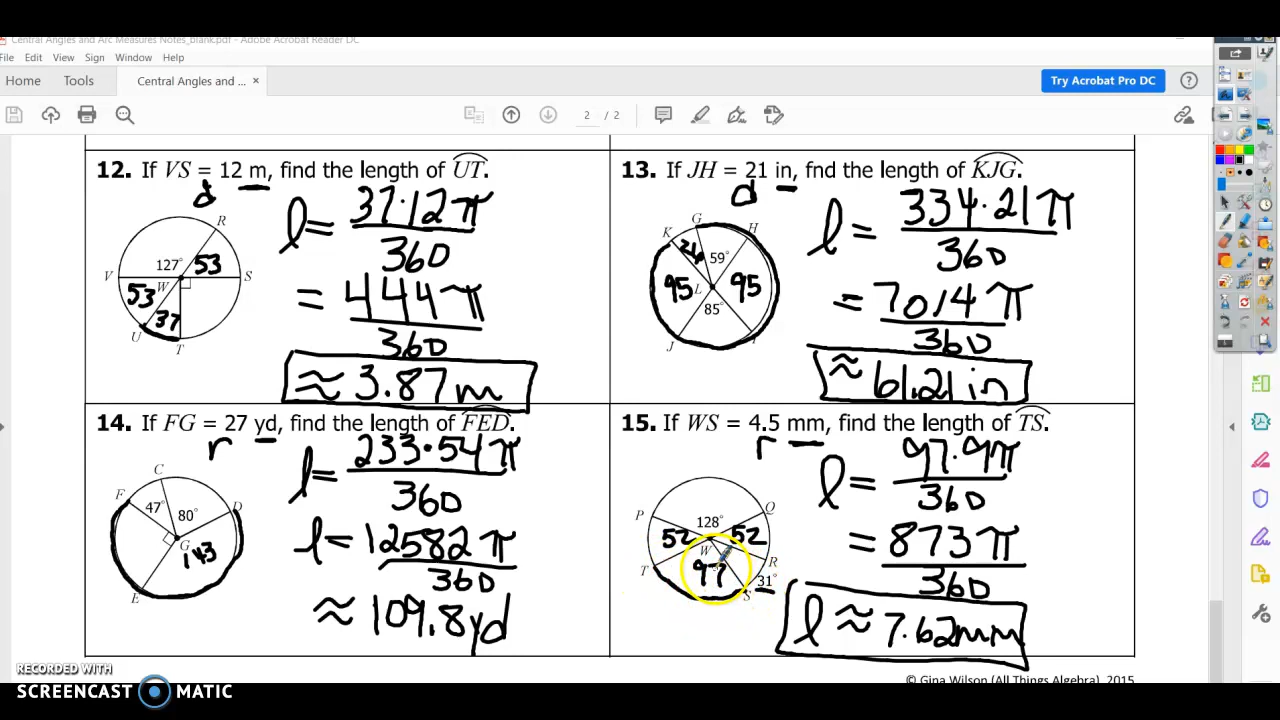 Central Angles and Arc Measures Notes_blank.pdf - Adobe Acrobat Reader DC
File Edit View Sign Window Help
Home Tools Central Angles and ... × Try Acrobat Pro DC
2 / 2
12. If VS = 12 m, find the length of UT.
d
l = 37·12π
360
= 444π
360
≈ 3.87 m
R
127° 53
V S
53 W
37
U
T
13. If JH = 21 in, fnd the length of KJG.
d
l = 334·21π
360
= 7014π
360
≈ 61.21 in
G
K H
26 59°
95 L 95
85°
J I
14. If FG = 27 yd, find the length of FED.
r
l = 233·54π
360
l = 12582π
360
≈ 109.8 yd
C
F D
47° 80°
G
143
E
15. If WS = 4.5 mm, find the length of TS.
r
l = 97·9π
360
= 873π
360
l ≈ 7.62mm
P Q
128°
52 52
W
T R
97 31°
S
© Gina Wilson (All Things Algebra), 2015
RECORDED WITH
SCREENCAST MATIC